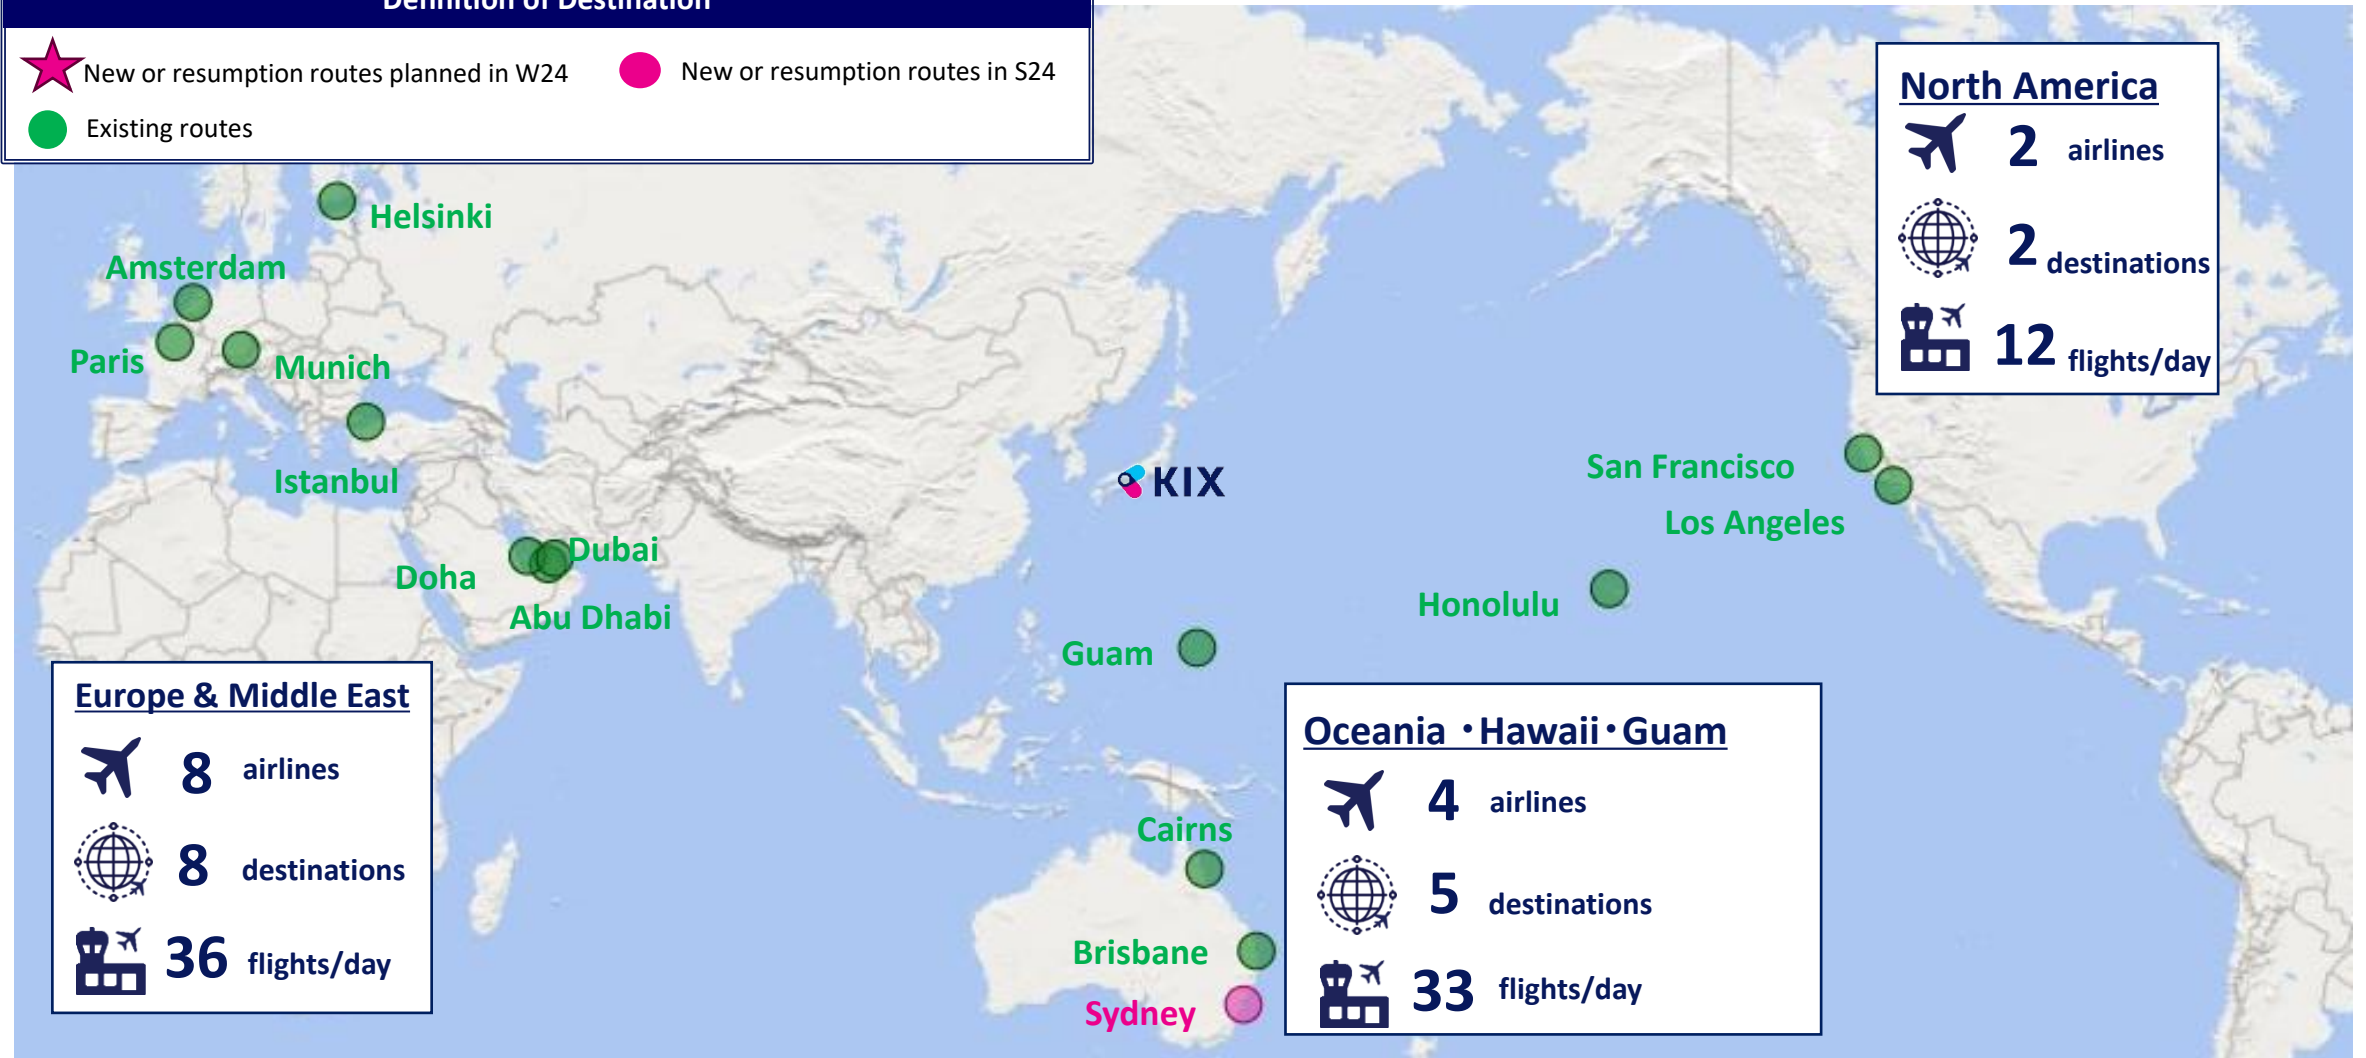 Definition of Destination
New or resumption routes planned in W24
New or resumption routes in S24
Existing routes
North America
2 airlines
2 destinations
12 flights/day
Helsinki
Amsterdam
Paris
Munich
Istanbul
KIX
San Francisco
Los Angeles
Dubai
Doha
Abu Dhabi
Honolulu
Guam
Europe & Middle East
8 airlines
8 destinations
36 flights/day
Oceania ・Hawaii・Guam
4 airlines
5 destinations
33 flights/day
Cairns
Brisbane
Sydney